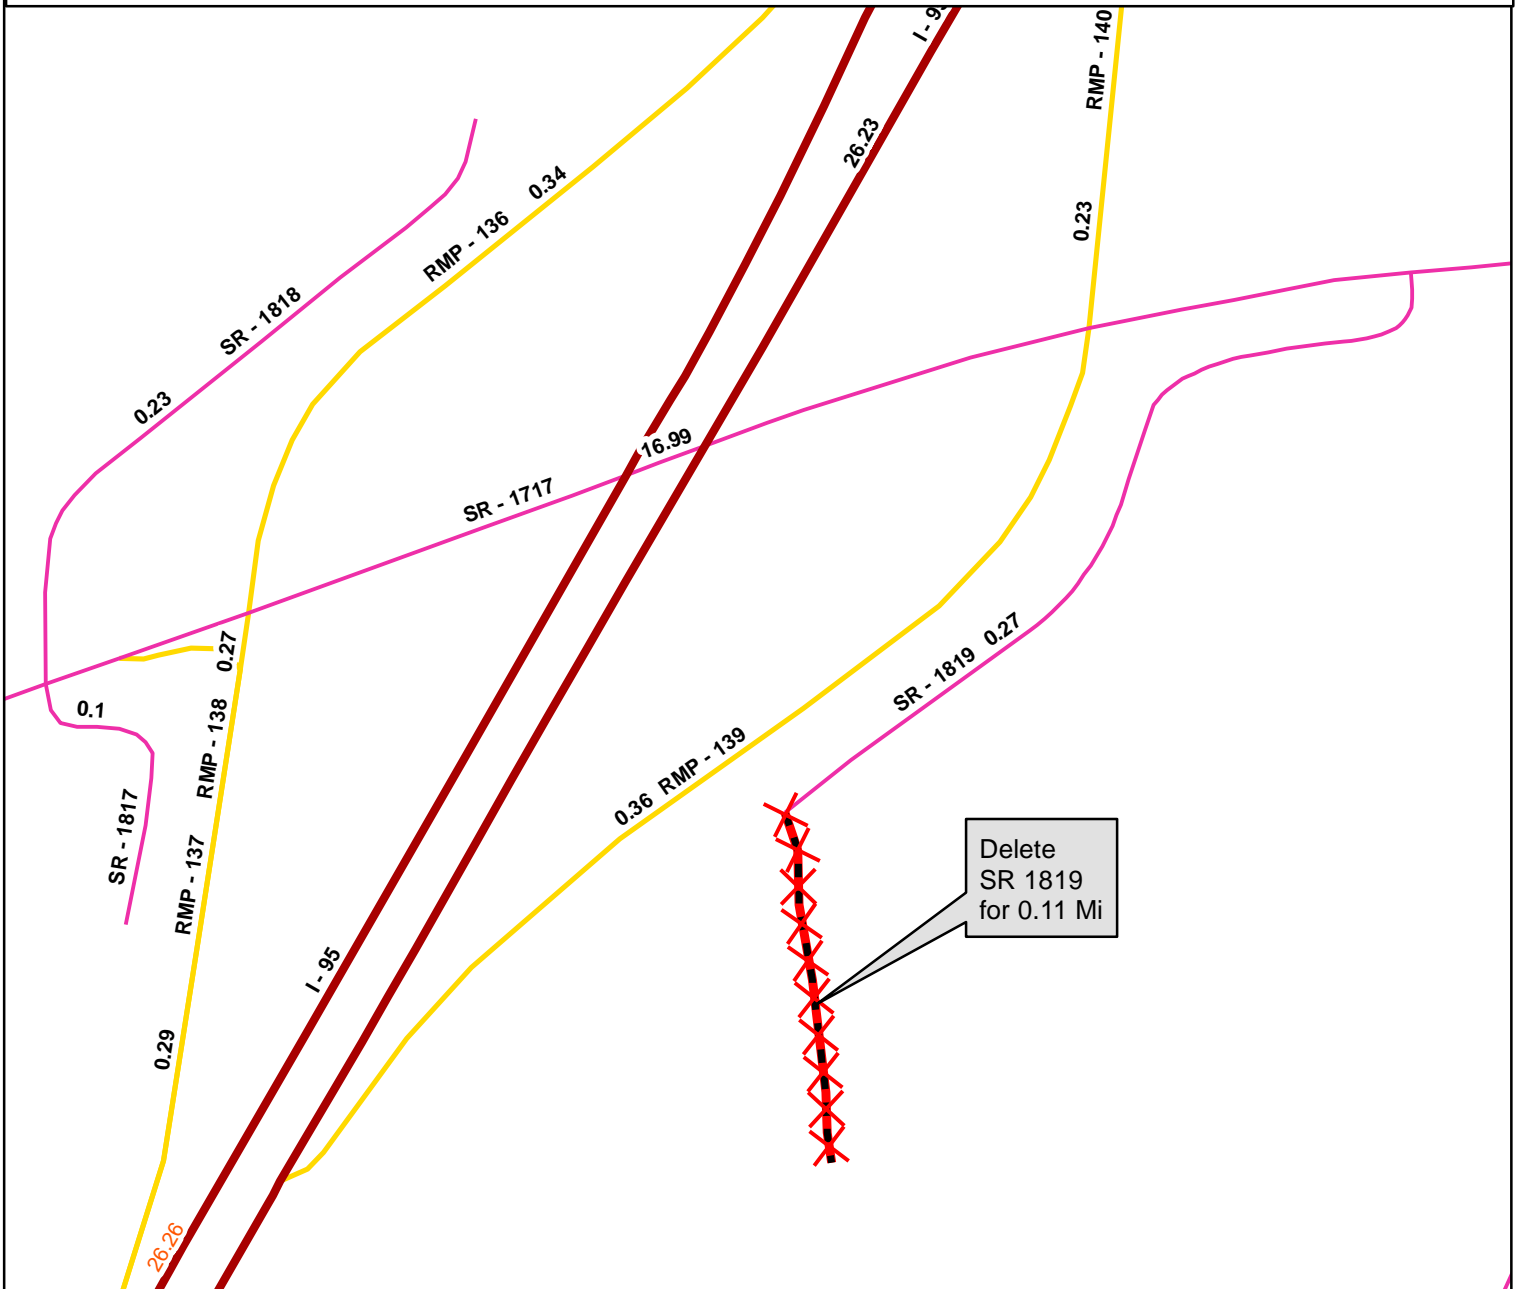 I - 95
RMP - 140
26.23
0.34
RMP - 136
0.23
SR - 1818
0.23
16.99
SR - 1717
0.27
SR - 1819 0.27
0.1
RMP - 138
0.36 RMP - 139
SR - 1817
RMP - 137
Delete
SR 1819
for 0.11 Mi
I - 95
0.29
26.26